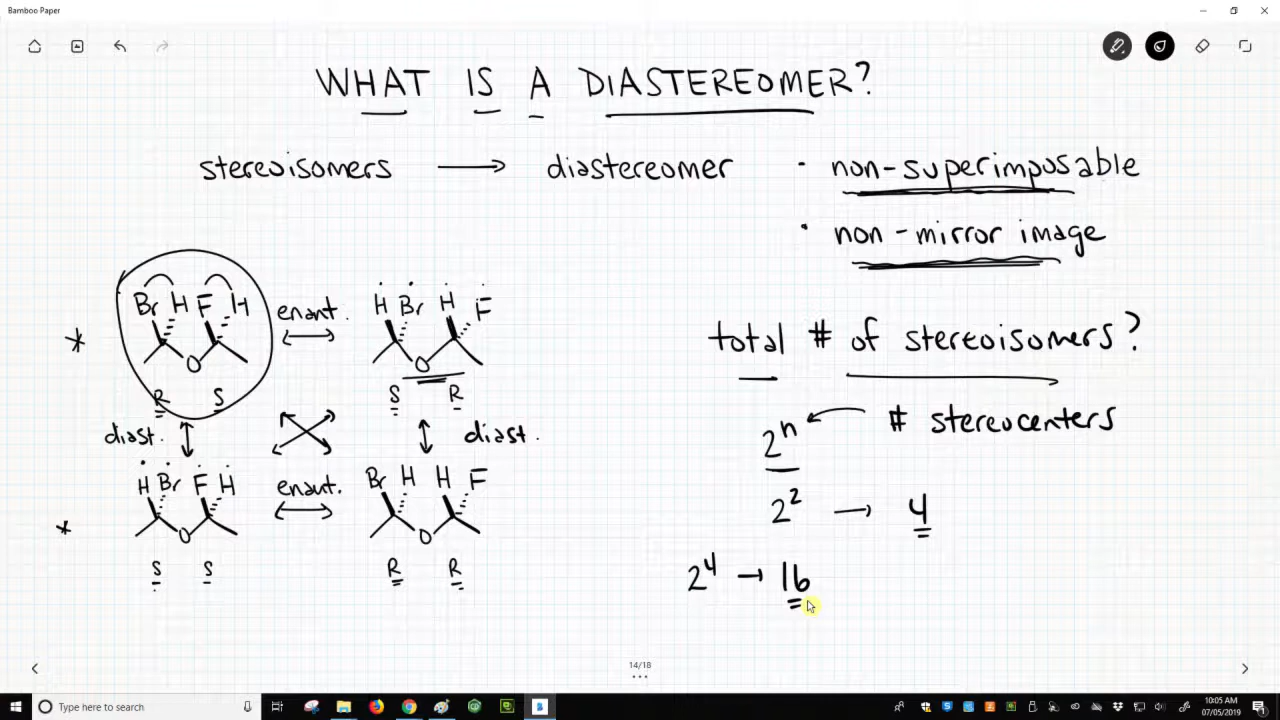 Bamboo Paper
WHAT IS A DIASTEREOMER?
stereoisomers → diastereomer
· non-superimposable
· non-mirror image
Br H F H enant. H Br H F
O O
R S S R
diast. diast.
H Br F H enant. Br H H F
O O
S S R R
total # of stereoisomers?
2ⁿ # stereocenters
2² → 4
2⁴ → 16
14/18
Type here to search
10:05 AM
07/05/2019